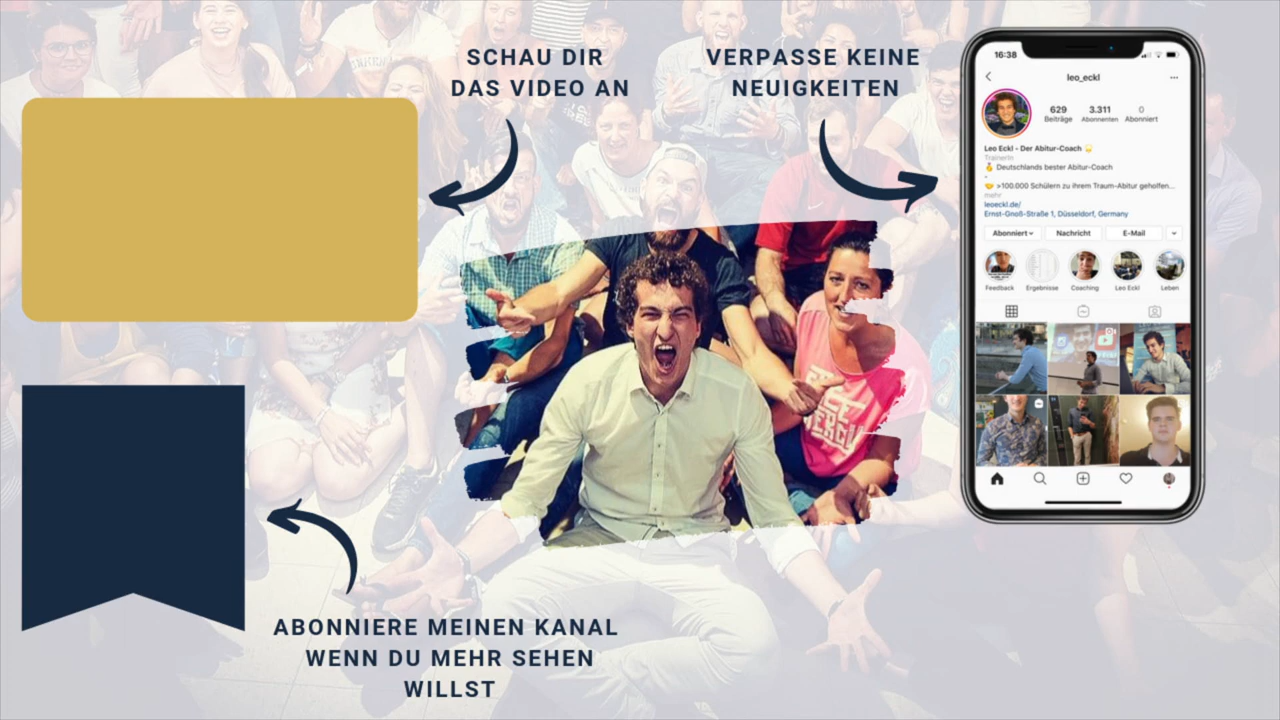 SCHAU DIR
DAS VIDEO AN
VERPASSE KEINE
NEUIGKEITEN
16:38
leo_eckl
629
Beiträge
3.311
Abonnenten
0
Abonniert
Leo Eckl - Der Abitur-Coach
TrainerIn
Deutschlands bester Abitur-Coach
-
>100.000 Schülern zu ihrem Traum-Abitur geholfen...
mehr
leoeckl.de/
Ernst-Gnoß-Straße 1, Düsseldorf, Germany
Abonniert
Nachricht
E-Mail
Feedback
Ergebnisse
Coaching
Leo Eckl
Leben
ABONNIERE MEINEN KANAL
WENN DU MEHR SEHEN
WILLST